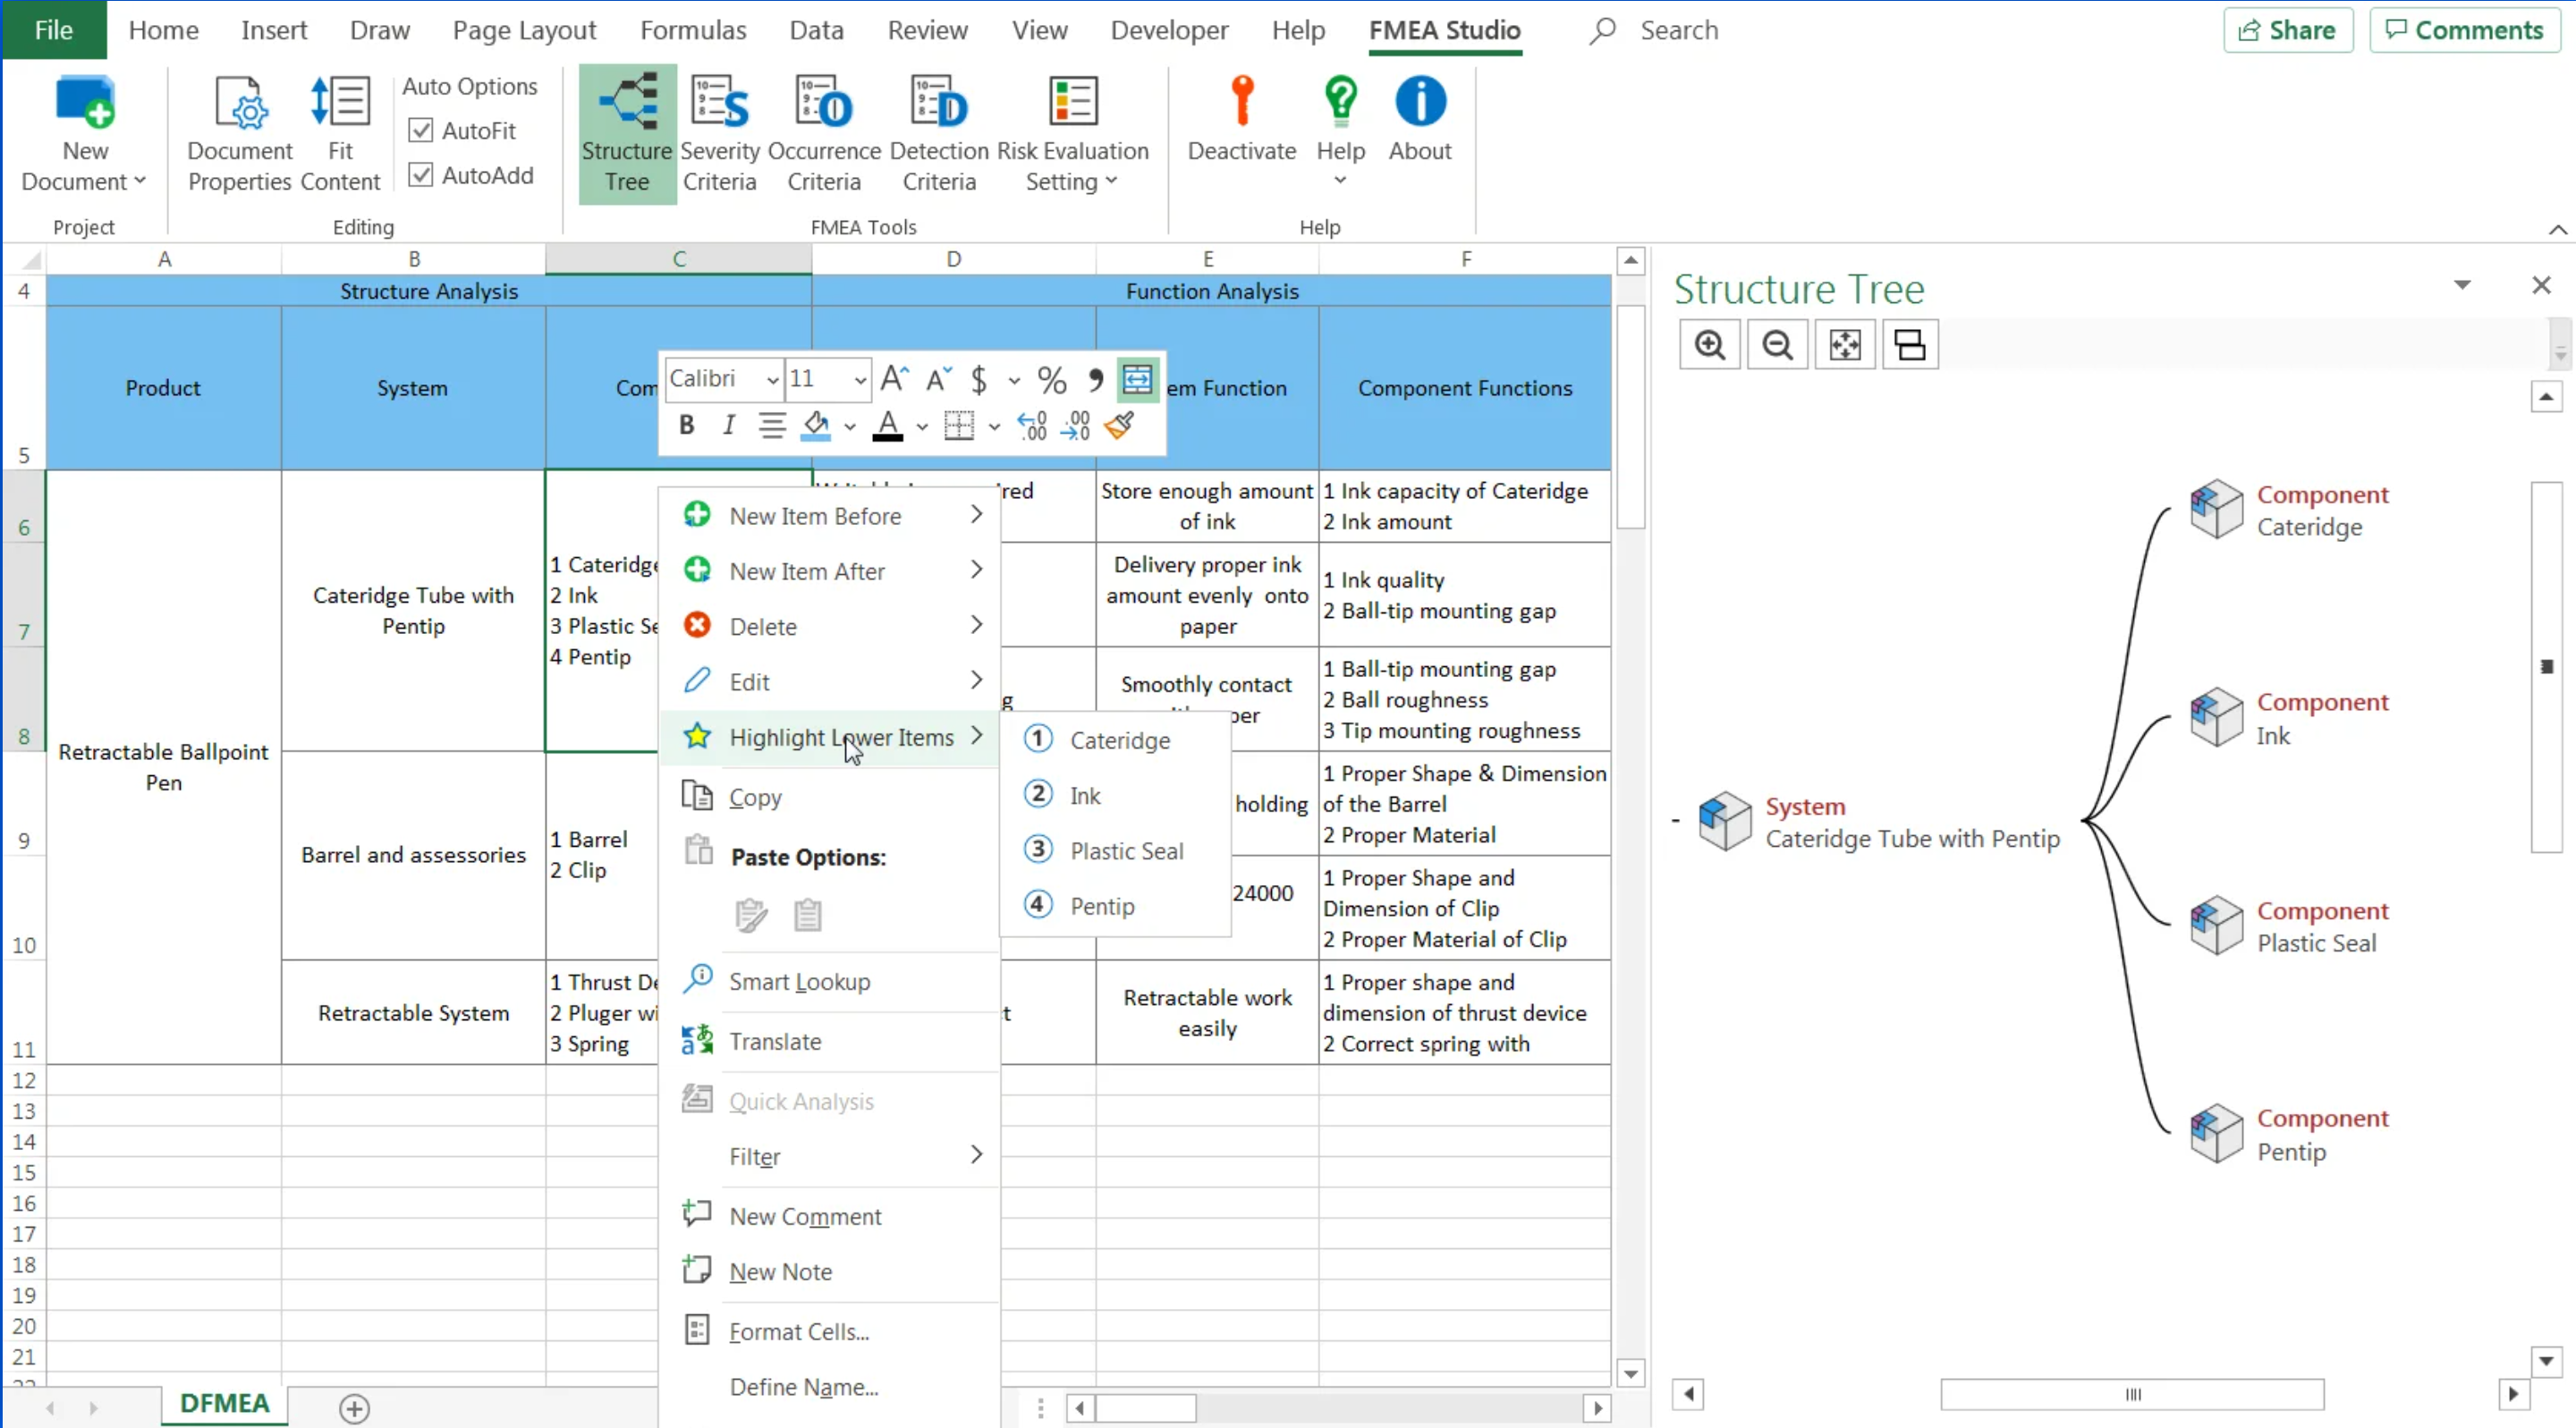 File Home Insert Draw Page Layout Formulas Data Review View Developer Help FMEA Studio Search Share Comments
New Document
Document Properties
Fit Content
Auto Options
AutoFit
AutoAdd
Structure Tree
Severity Criteria
Occurrence Criteria
Detection Criteria
Risk Evaluation Setting
Deactivate
Help
About
Project Editing FMEA Tools Help
A B C D E F
4 Structure Analysis Function Analysis
5 Product System Com em Function Component Functions
Calibri 11 A A $ % ,
B I A .00 .00
6
7
8
9
10
11
12
13
14
15
16
17
18
19
20
21
Retractable Ballpoint
Pen
Cateridge Tube with
Pentip
Barrel and assessories
Retractable System
1 Cateridge
2 Ink
3 Plastic Se
4 Pentip
1 Barrel
2 Clip
1 Thrust De
2 Pluger wi
3 Spring
red
g
t
Store enough amount
of ink
Delivery proper ink
amount evenly onto
paper
Smoothly contact
per
holding
24000
Retractable work
easily
1 Ink capacity of Cateridge
2 Ink amount
1 Ink quality
2 Ball-tip mounting gap
1 Ball-tip mounting gap
2 Ball roughness
3 Tip mounting roughness
1 Proper Shape & Dimension
of the Barrel
2 Proper Material
1 Proper Shape and
Dimension of Clip
2 Proper Material of Clip
1 Proper shape and
dimension of thrust device
2 Correct spring with
New Item Before
New Item After
Delete
Edit
Highlight Lower Items
Copy
Paste Options:
Smart Lookup
Translate
Quick Analysis
Filter
New Comment
New Note
Format Cells...
Define Name...
1 Cateridge
2 Ink
3 Plastic Seal
4 Pentip
Structure Tree
System
Cateridge Tube with Pentip
Component
Cateridge
Component
Ink
Component
Plastic Seal
Component
Pentip
DFMEA